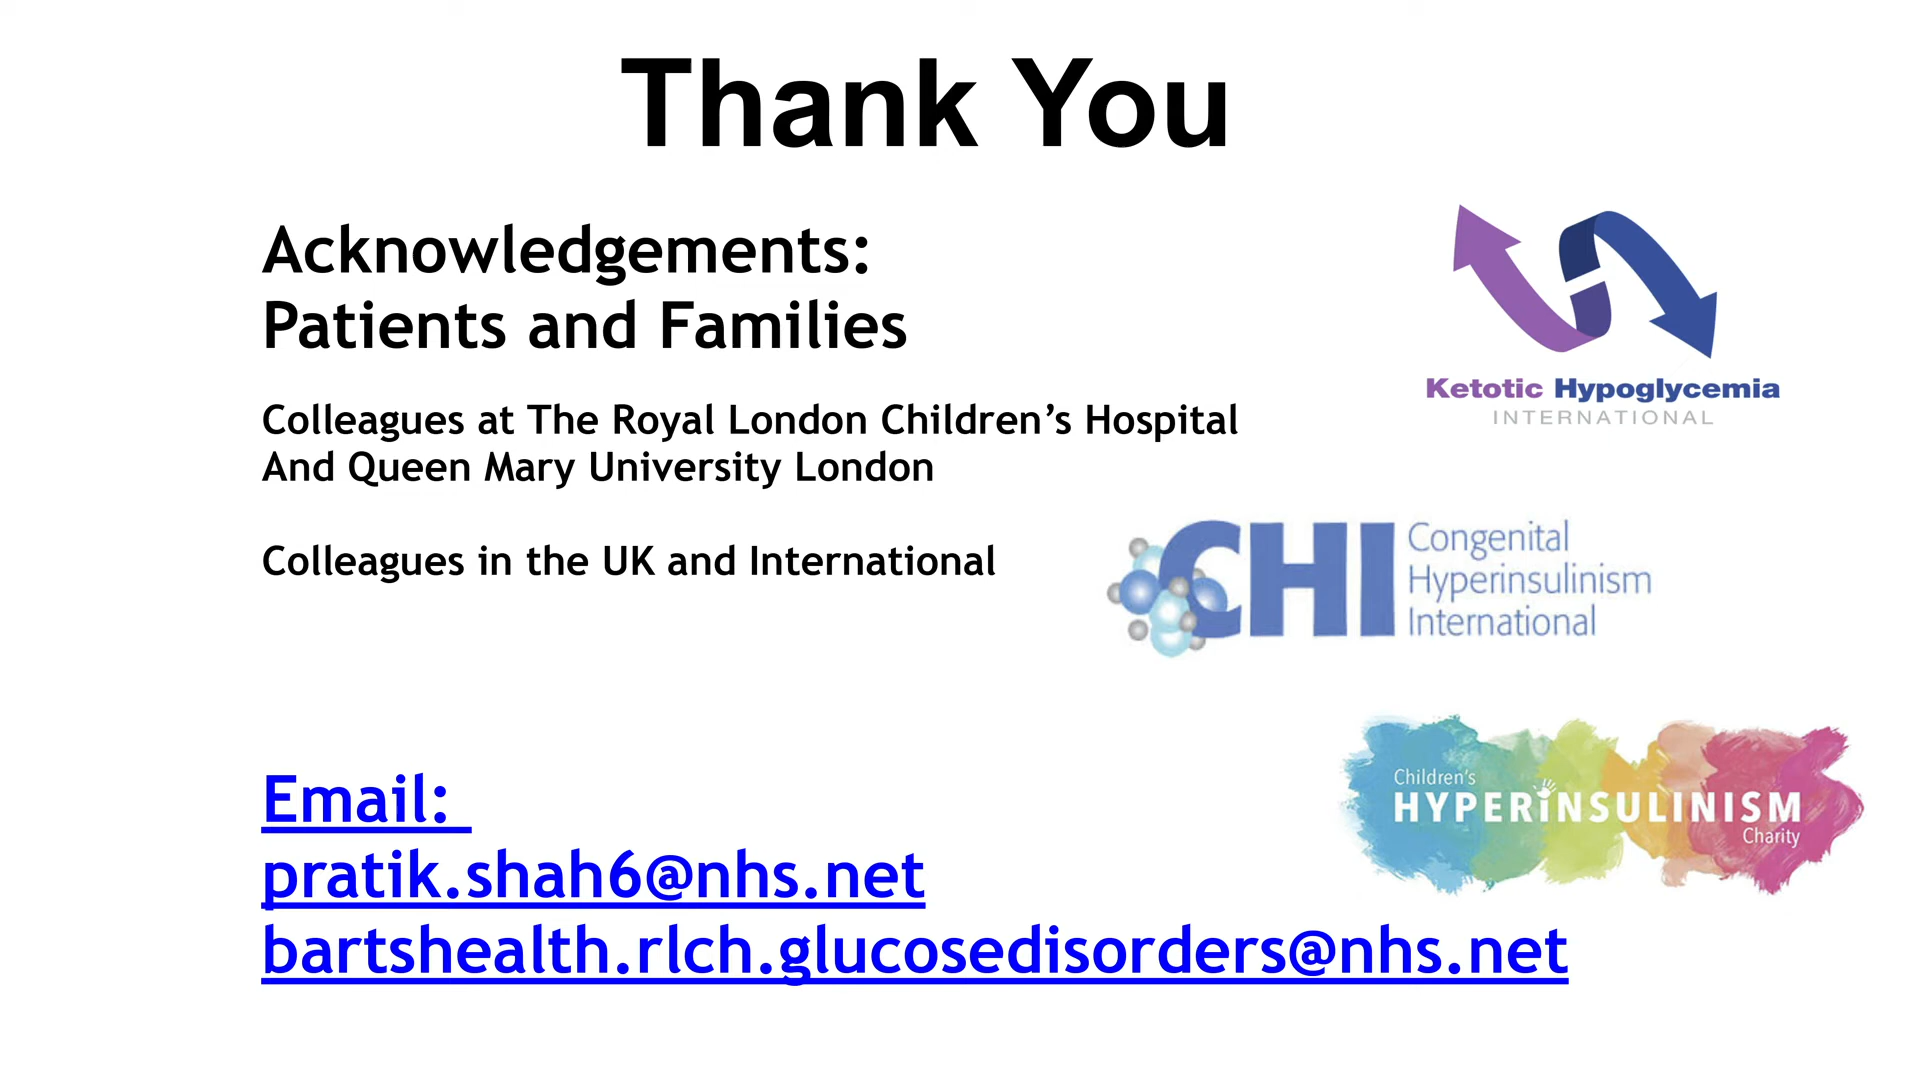 Thank You
Acknowledgements:
Patients and Families
Colleagues at The Royal London Children’s Hospital
And Queen Mary University London
Colleagues in the UK and International
Ketotic Hypoglycemia
INTERNATIONAL
CHI
Congenital
Hyperinsulinism
International
Children's
HYPERiNSULINISM
Charity
Email:
pratik.shah6@nhs.net
bartshealth.rlch.glucosedisorders@nhs.net